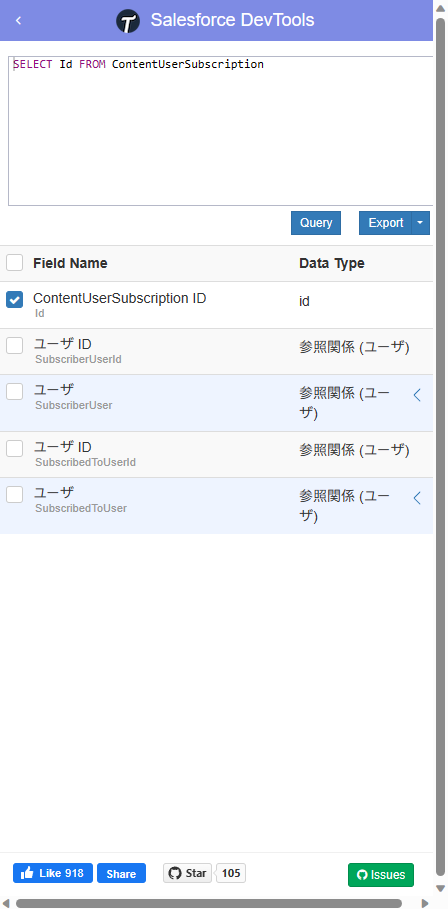 Salesforce DevTools
SELECT Id FROM ContentUserSubscription
Query
Export
Field Name
Data Type
ContentUserSubscription ID
Id
id
ユーザ ID
SubscriberUserId
参照関係 (ユーザ)
ユーザ
SubscriberUser
参照関係 (ユー
ザ)
ユーザ ID
SubscribedToUserId
参照関係 (ユーザ)
ユーザ
SubscribedToUser
参照関係 (ユー
ザ)
Like 918
Share
Star
105
Issues